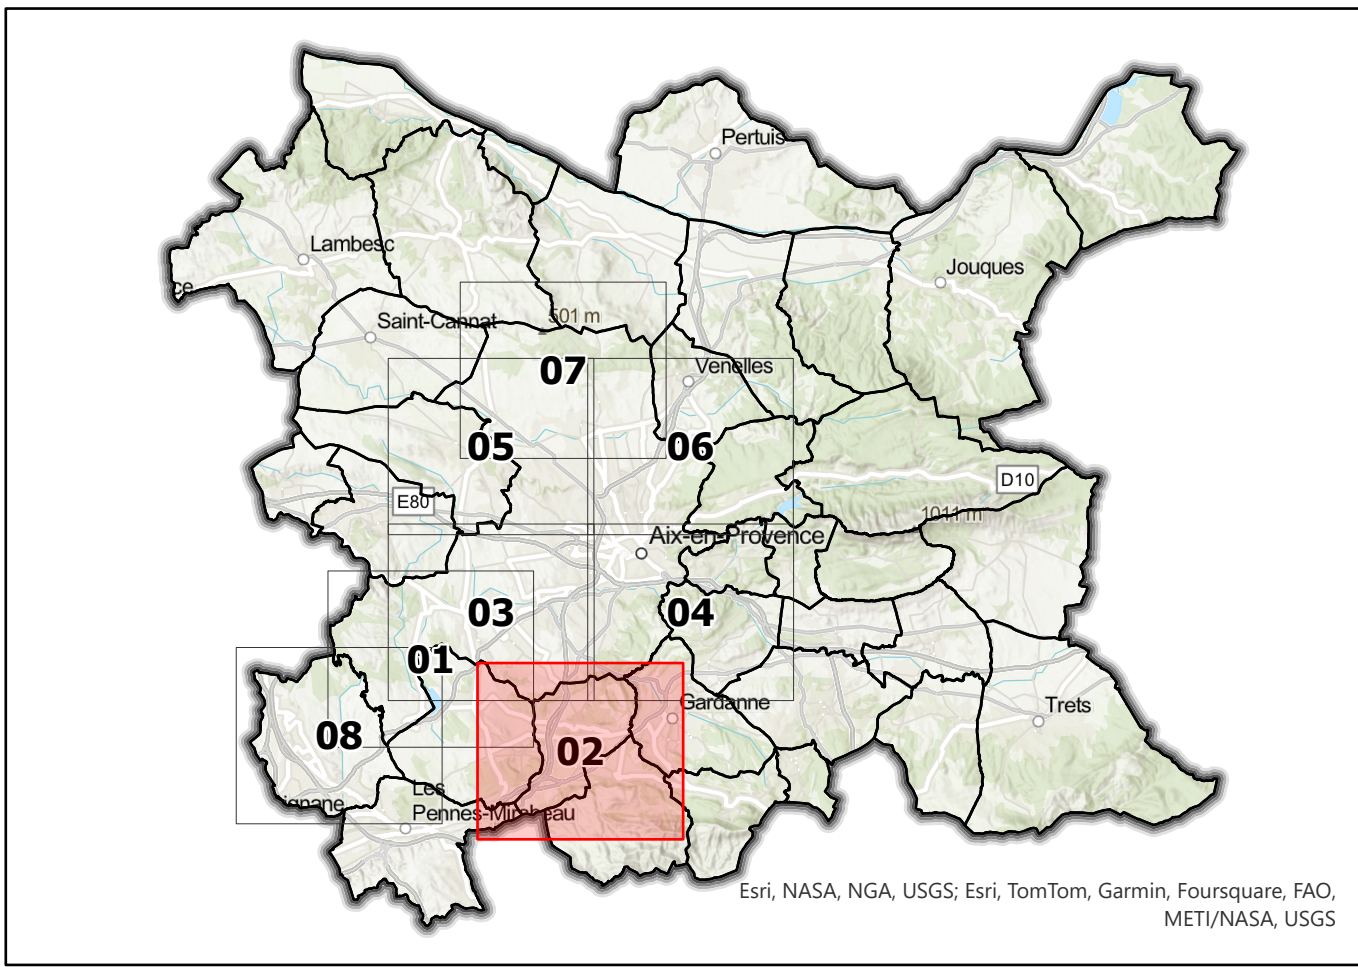 Pertuis
Lambesc
Jouques
ce
Saint-Cannat
501 m
07
Venelles
05
06
D10
E80
1011 m
Aix-en-Provence
03
04
01
Gardanne
Trets
08
02
ignane
Les
Pennes-Mirabeau
Esri, NASA, NGA, USGS; Esri, TomTom, Garmin, Foursquare, FAO,
METI/NASA, USGS